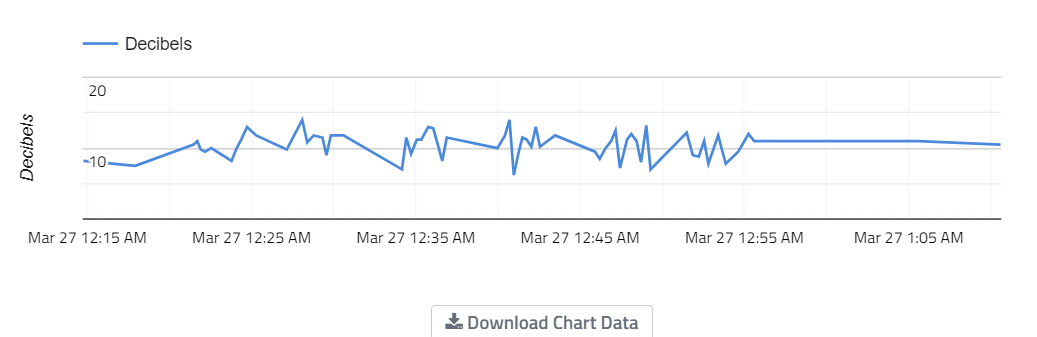 Decibels
20
10
Decibels
Mar 27 12:15 AM Mar 27 12:25 AM Mar 27 12:35 AM Mar 27 12:45 AM Mar 27 12:55 AM Mar 27 1:05 AM
Download Chart Data